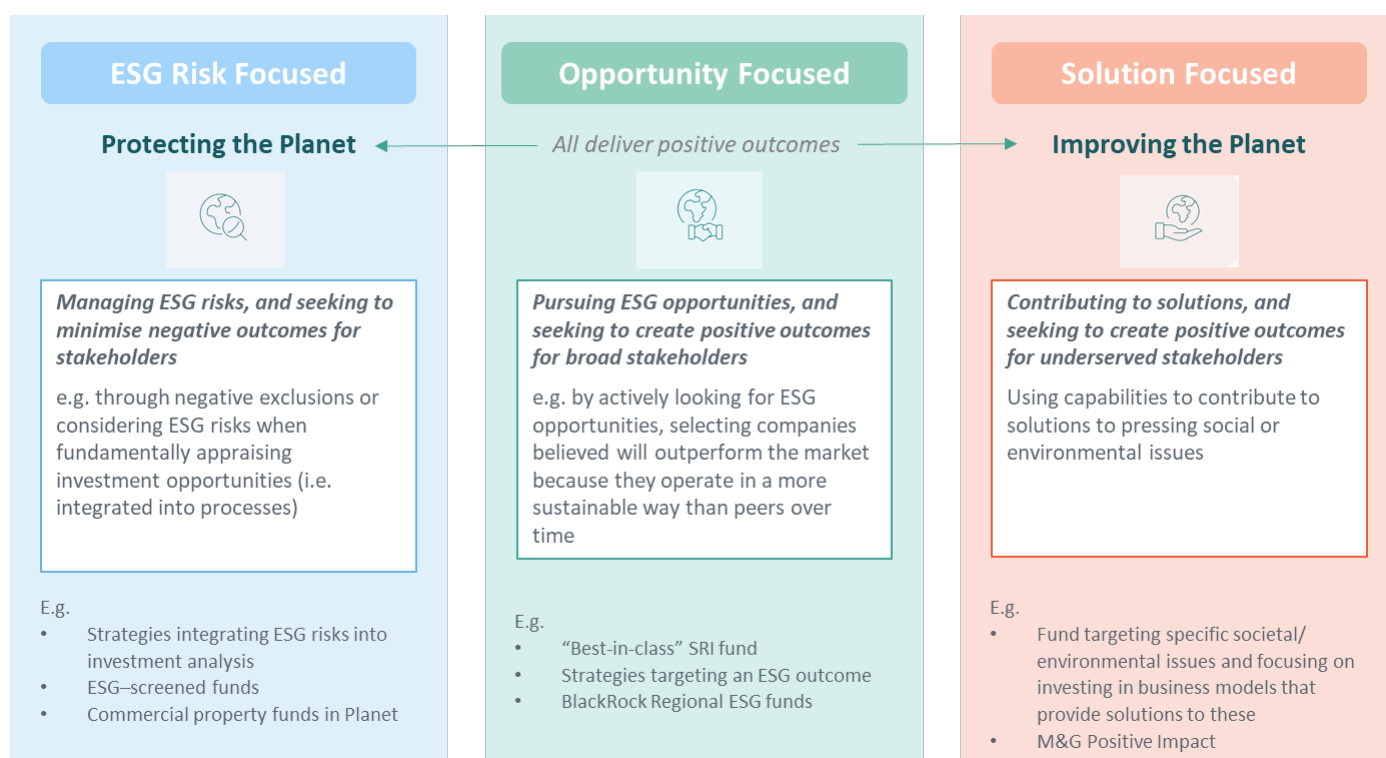 ESG Risk Focused
Protecting the Planet
Managing ESG risks, and seeking to
minimise negative outcomes for
stakeholders
e.g. through negative exclusions or
considering ESG risks when
fundamentally appraising
investment opportunities (i.e.
integrated into processes)
E.g.
• Strategies integrating ESG risks into
investment analysis
• ESG–screened funds
• Commercial property funds in Planet
Opportunity Focused
All deliver positive outcomes
Pursuing ESG opportunities, and
seeking to create positive outcomes
for broad stakeholders
e.g. by actively looking for ESG
opportunities, selecting companies
believed will outperform the market
because they operate in a more
sustainable way than peers over
time
E.g.
• “Best-in-class” SRI fund
• Strategies targeting an ESG outcome
• BlackRock Regional ESG funds
Solution Focused
Improving the Planet
Contributing to solutions, and
seeking to create positive outcomes
for underserved stakeholders
Using capabilities to contribute to
solutions to pressing social or
environmental issues
E.g.
• Fund targeting specific societal/
environmental issues and focusing on
investing in business models that
provide solutions to these
• M&G Positive Impact